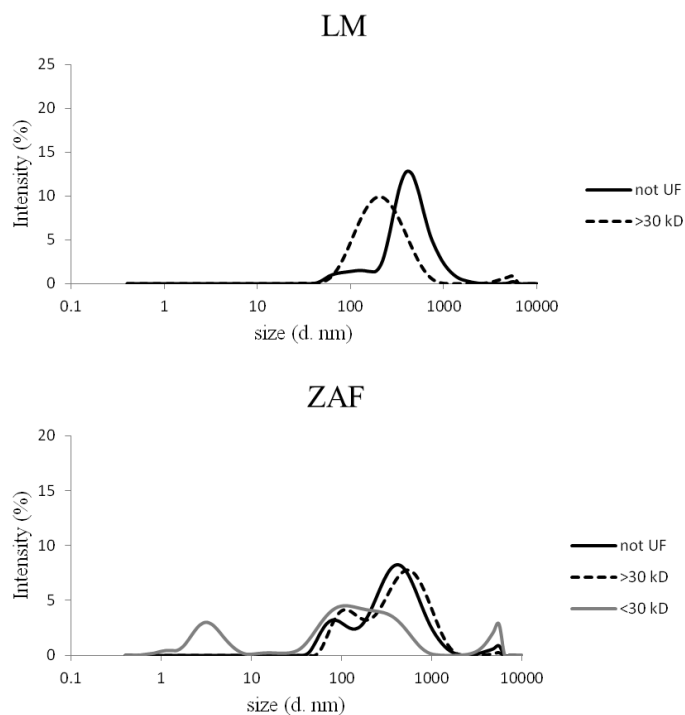 LM
25
20
15
10
5
0
Intensity (%)
0.1 1 10 100 1000 10000
size (d. nm)
not UF
>30 kD
ZAF
20
15
10
5
0
Intensity (%)
0.1 1 10 100 1000 10000
size (d. nm)
not UF
>30 kD
<30 kD